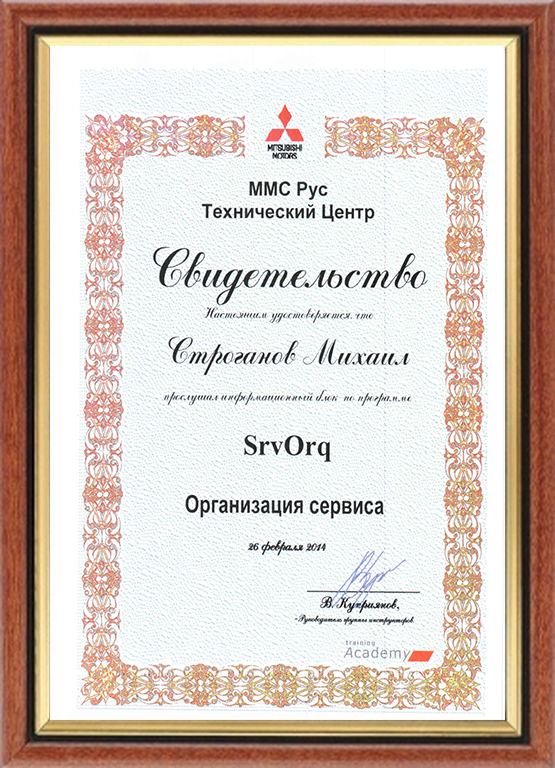 MITSUBISHI
MOTORS
ММС Рус
Технический Центр
Свидетельство
Настоящим удостоверяется, что
Строганов Михаил
прослушал информационный блок по программе
SrvOrq
Организация сервиса
26 февраля 2014
В. Куприянов,
Руководитель группы инструкторов
training
Academy